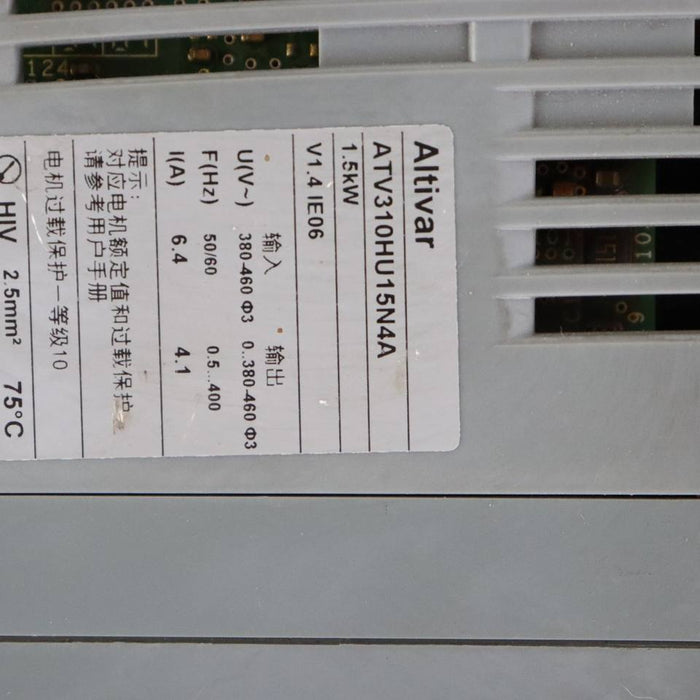 Altivar
ATV310HU15N4A
1.5kW
V1.4 IE06
输入 输出
U(V~) 380-460 Φ3 0..380-460 Φ3
F(Hz) 50/60 0.5...400
I(A) 6.4 4.1
提示:
对应电机额定值和过载保护
请参考用户手册
电机过载保护一等级10
HIV 2.5mm² 75°C
124